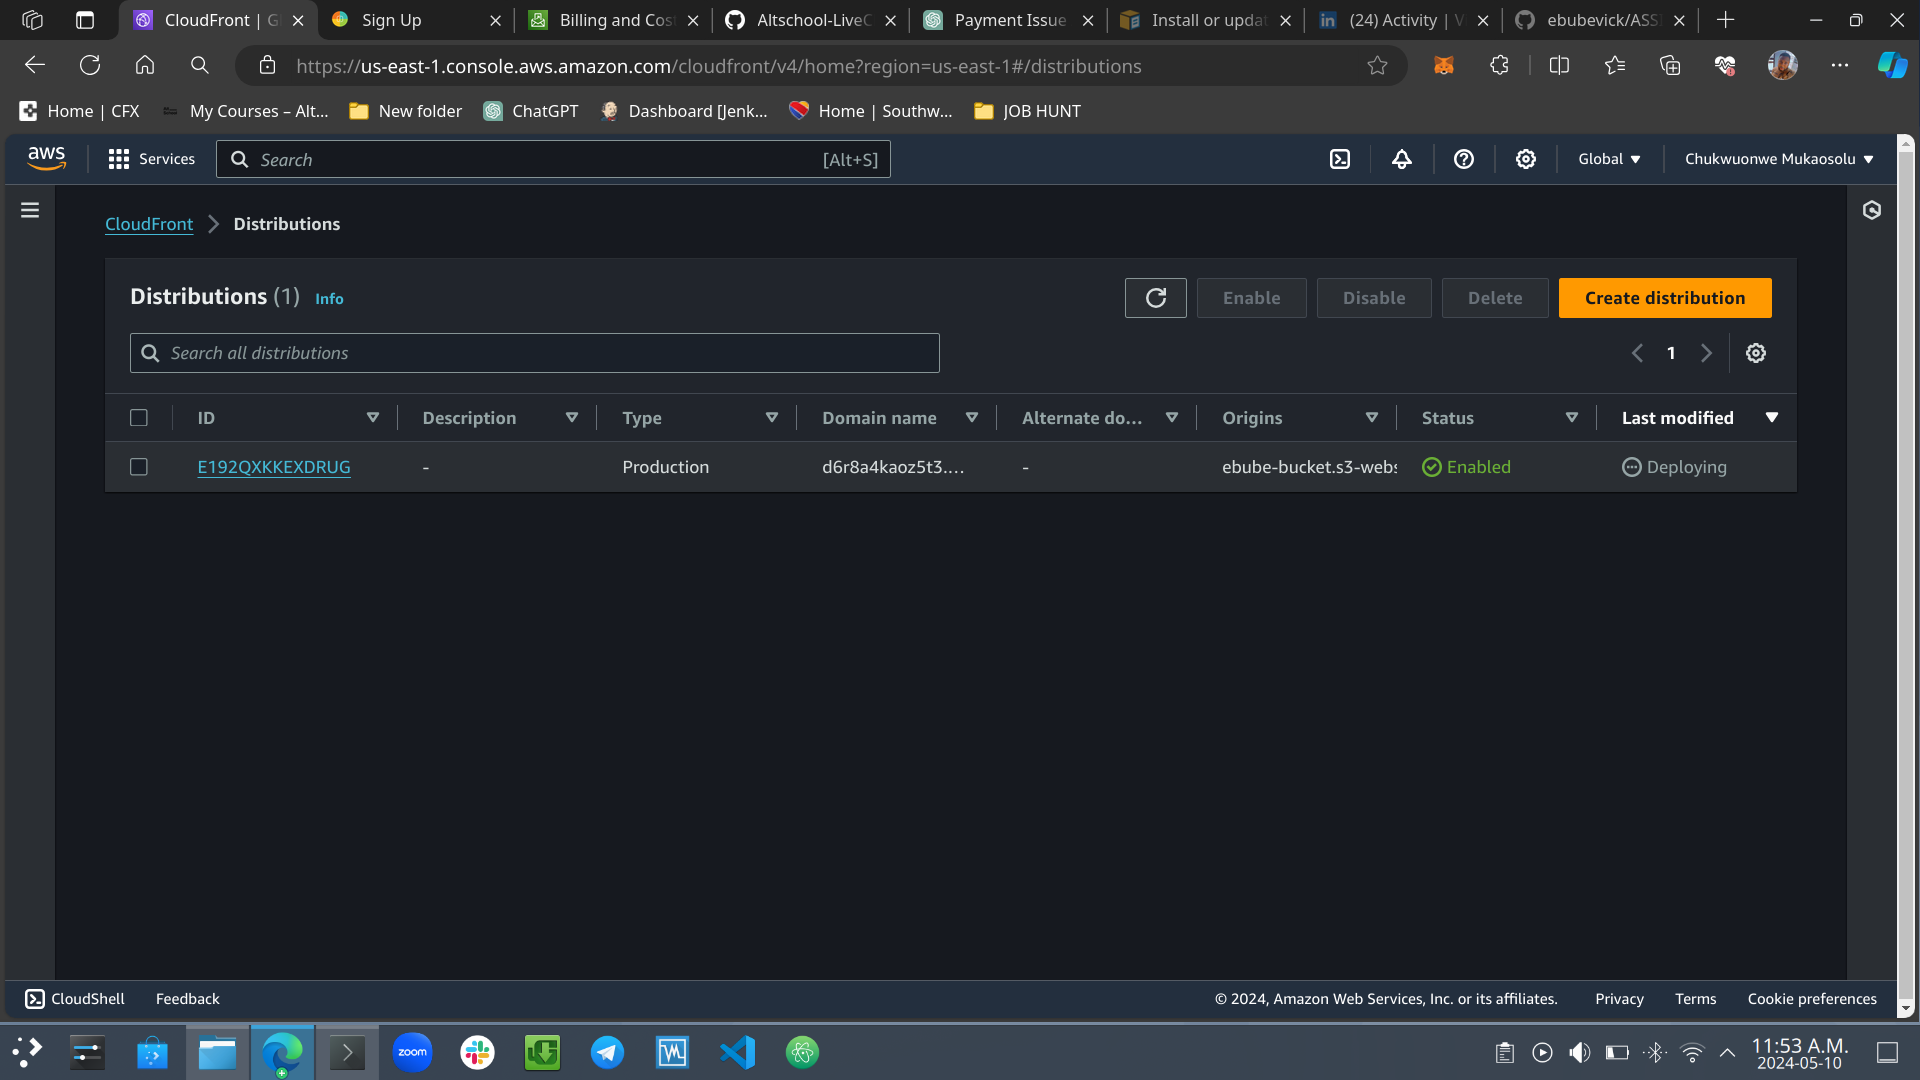 CloudFront | Gl
Sign Up
Billing and Cost
Altschool-LiveC
Payment Issue
Install or updat
(24) Activity | V
ebubevick/ASS
https://us-east-1.console.aws.amazon.com/cloudfront/v4/home?region=us-east-1#/distributions
Home | CFX
My Courses – Alt...
New folder
ChatGPT
Dashboard [Jenk...
Home | Southw...
JOB HUNT
aws
Services
Search
[Alt+S]
Global
Chukwuonwe Mukaosolu
CloudFront
Distributions
Distributions (1) Info
Enable
Disable
Delete
Create distribution
Search all distributions
1
ID
Description
Type
Domain name
Alternate do...
Origins
Status
Last modified
E192QXKKEXDRUG
-
Production
d6r8a4kaoz5t3....
-
ebube-bucket.s3-webs
Enabled
Deploying
CloudShell
Feedback
© 2024, Amazon Web Services, Inc. or its affiliates.
Privacy
Terms
Cookie preferences
zoom
11:53 A.M.
2024-05-10